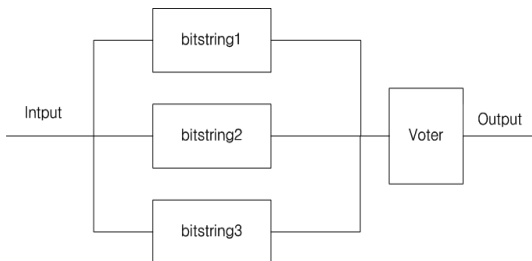 bitstring1
Intput
bitstring2
Voter
Output
bitstring3